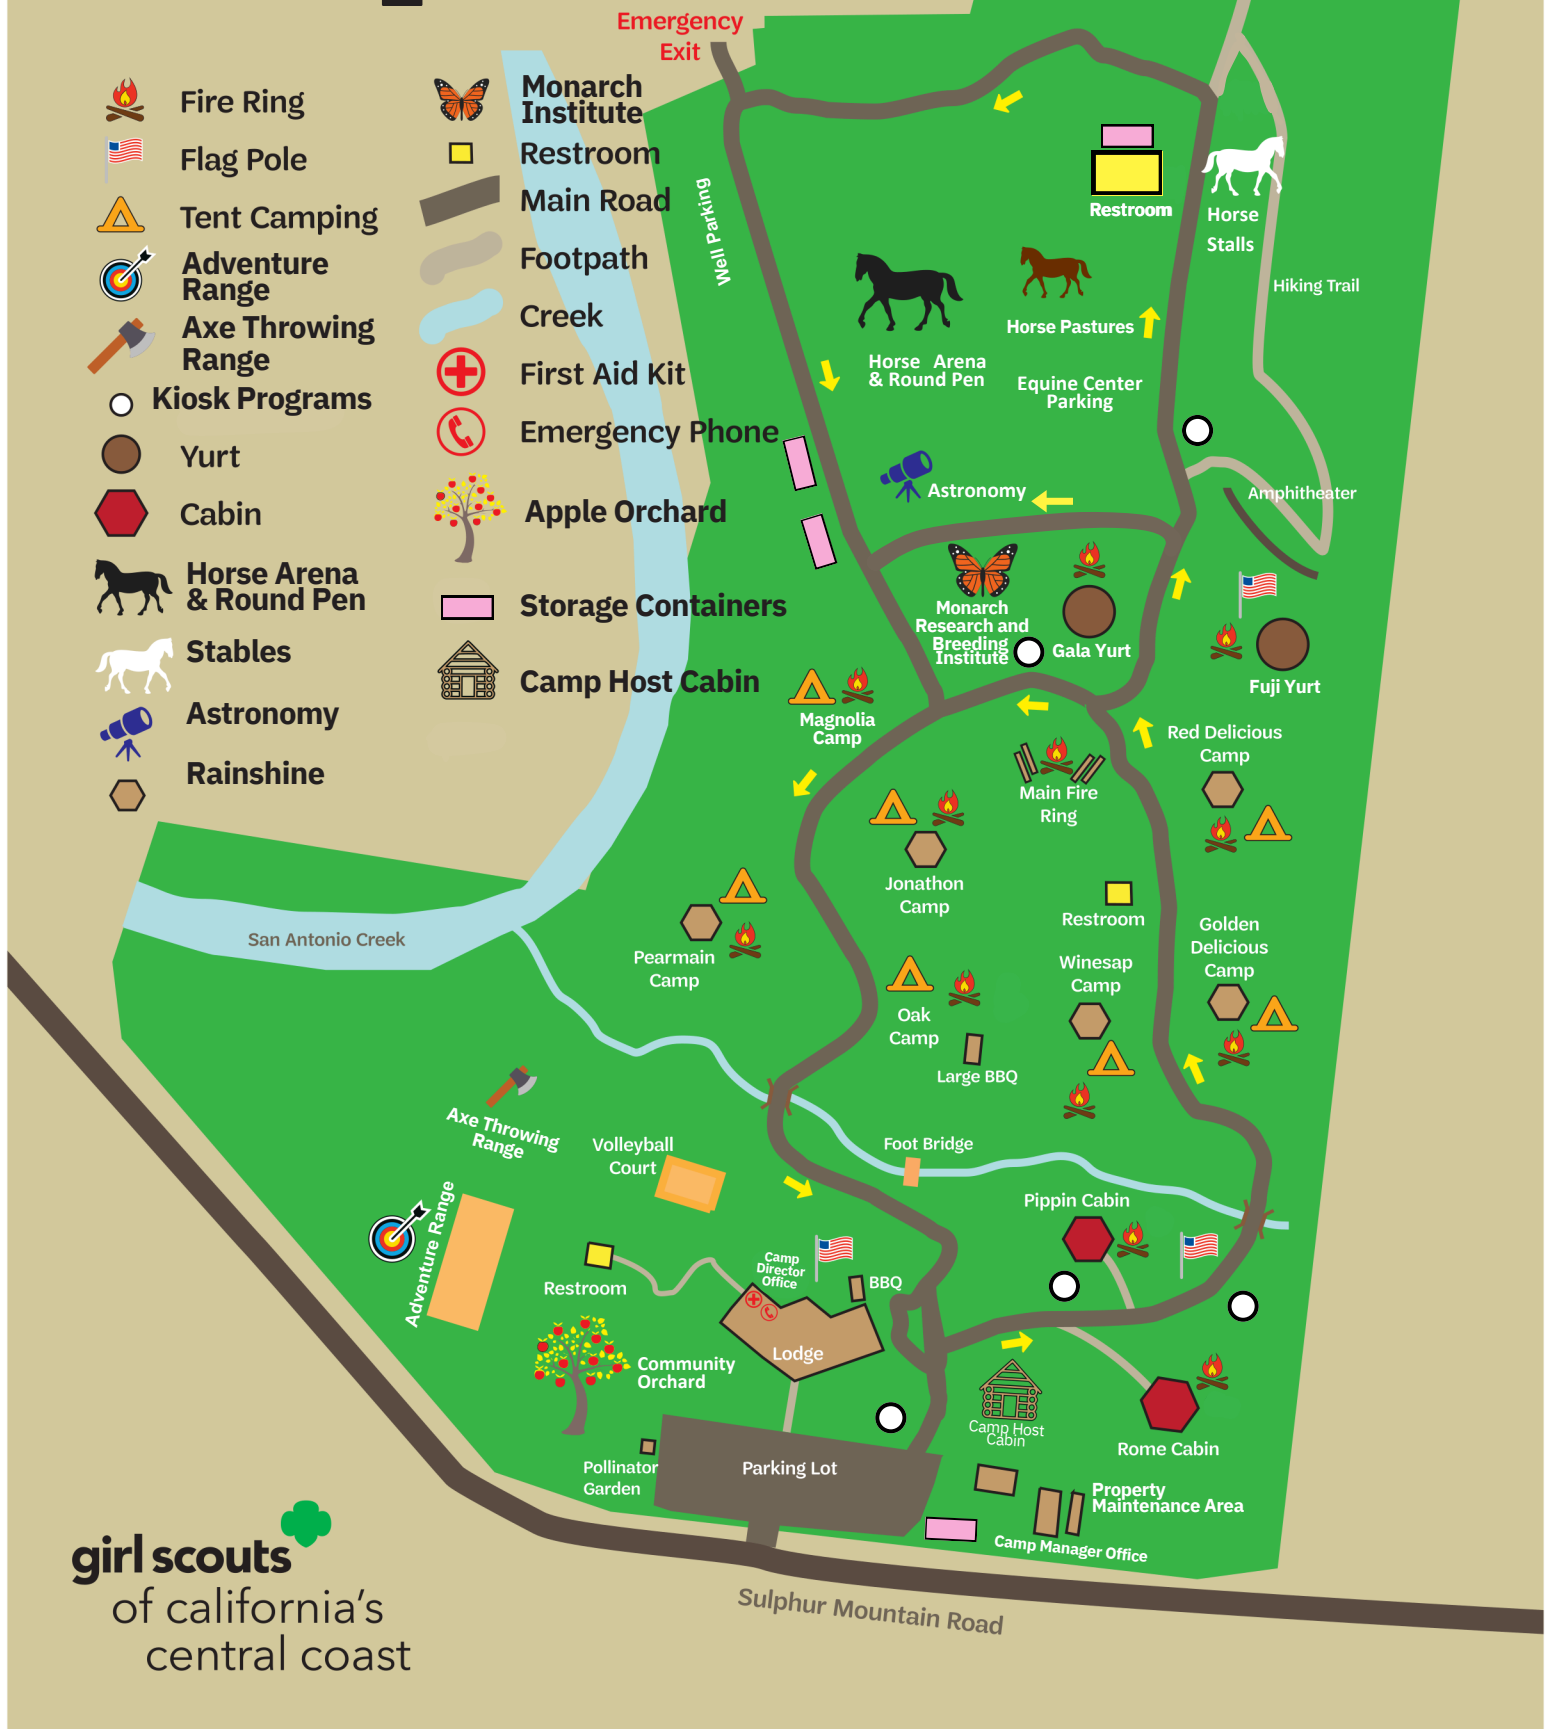 Emergency
Exit
Fire Ring
Flag Pole
Tent Camping
Adventure
Range
Axe Throwing
Range
Kiosk Programs
Yurt
Cabin
Horse Arena
& Round Pen
Stables
Astronomy
Rainshine
Monarch
Institute
Restroom
Main Road
Footpath
Creek
First Aid Kit
Emergency Phone
Apple Orchard
Storage Containers
Camp Host Cabin
Well Parking
Restroom
Horse
Stalls
Hiking Trail
Horse Pastures
Horse Arena
& Round Pen
Equine Center
Parking
Astronomy
Amphitheater
Monarch
Research and
Breeding
Institute
Gala Yurt
Fuji Yurt
Magnolia
Camp
Red Delicious
Camp
Main Fire
Ring
Jonathon
Camp
Restroom
Golden
Delicious
Camp
San Antonio Creek
Pearmain
Camp
Winesap
Camp
Oak
Camp
Large BBQ
Axe Throwing
Range
Volleyball
Court
Foot Bridge
Adventure Range
Pippin Cabin
Restroom
Camp
Director
Office
BBQ
Lodge
Community
Orchard
Camp Host
Cabin
Rome Cabin
Pollinator
Garden
Parking Lot
Property
Maintenance Area
Camp Manager Office
Sulphur Mountain Road
girl scouts
of california's
central coast